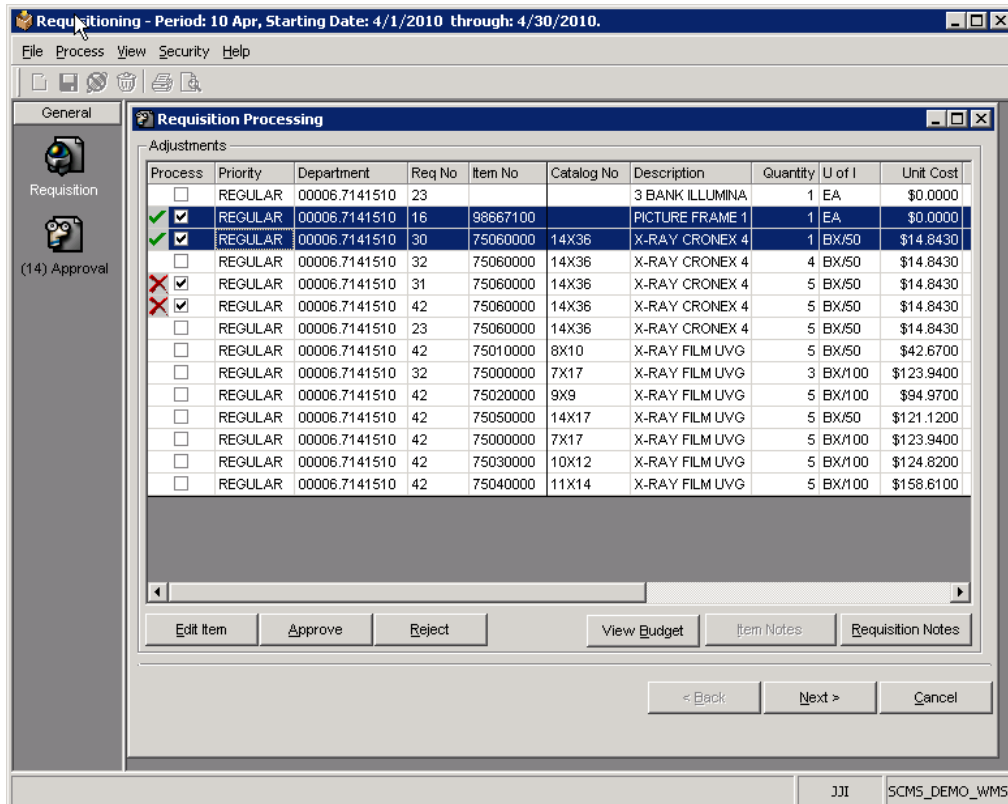 Requisitioning - Period: 10 Apr, Starting Date: 4/1/2010 through: 4/30/2010.
File Process View Security Help
General
Requisition
(14) Approval
Requisition Processing
Adjustments
Process Priority Department Req No Item No Catalog No Description Quantity U of I Unit Cost
REGULAR 00006.7141510 23 3 BANK ILLUMINA 1 EA $0.0000
REGULAR 00006.7141510 16 98667100 PICTURE FRAME 1 1 EA $0.0000
REGULAR 00006.7141510 30 75060000 14X36 X-RAY CRONEX 4 1 BX/50 $14.8430
REGULAR 00006.7141510 32 75060000 14X36 X-RAY CRONEX 4 4 BX/50 $14.8430
REGULAR 00006.7141510 31 75060000 14X36 X-RAY CRONEX 4 5 BX/50 $14.8430
REGULAR 00006.7141510 42 75060000 14X36 X-RAY CRONEX 4 5 BX/50 $14.8430
REGULAR 00006.7141510 23 75060000 14X36 X-RAY CRONEX 4 5 BX/50 $14.8430
REGULAR 00006.7141510 42 75010000 8X10 X-RAY FILM UVG 5 BX/50 $42.6700
REGULAR 00006.7141510 32 75000000 7X17 X-RAY FILM UVG 3 BX/100 $123.9400
REGULAR 00006.7141510 42 75020000 9X9 X-RAY FILM UVG 5 BX/100 $94.9700
REGULAR 00006.7141510 42 75050000 14X17 X-RAY FILM UVG 5 BX/50 $121.1200
REGULAR 00006.7141510 42 75000000 7X17 X-RAY FILM UVG 5 BX/100 $123.9400
REGULAR 00006.7141510 42 75030000 10X12 X-RAY FILM UVG 5 BX/100 $124.8200
REGULAR 00006.7141510 42 75040000 11X14 X-RAY FILM UVG 5 BX/100 $158.6100
Edit Item Approve Reject View Budget Item Notes Requisition Notes
< Back Next > Cancel
JJI SCMS_DEMO_WMS